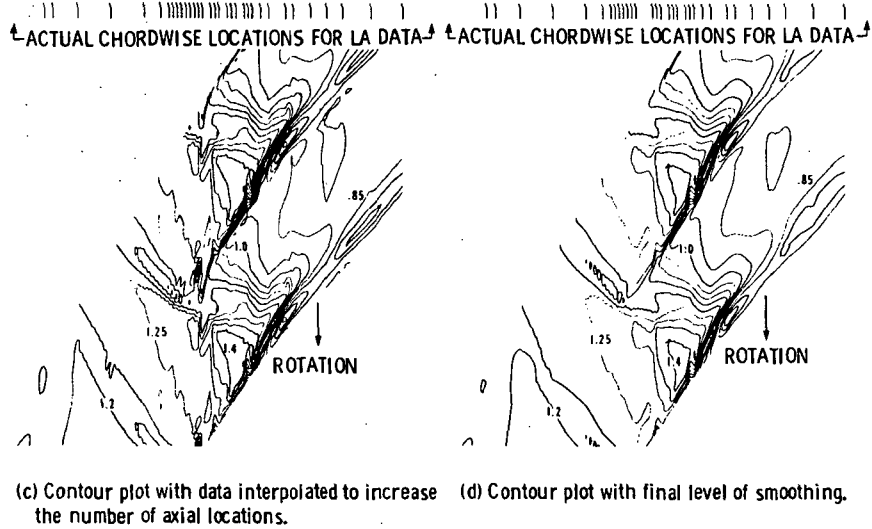 ACTUAL CHORDWISE LOCATIONS FOR LA DATA
ACTUAL CHORDWISE LOCATIONS FOR LA DATA
.85
1.0
1.25
1.4
ROTATION
1.2
.85
1.0
1.25
1.4
ROTATION
1.2
(c) Contour plot with data interpolated to increase
the number of axial locations.
(d) Contour plot with final level of smoothing.